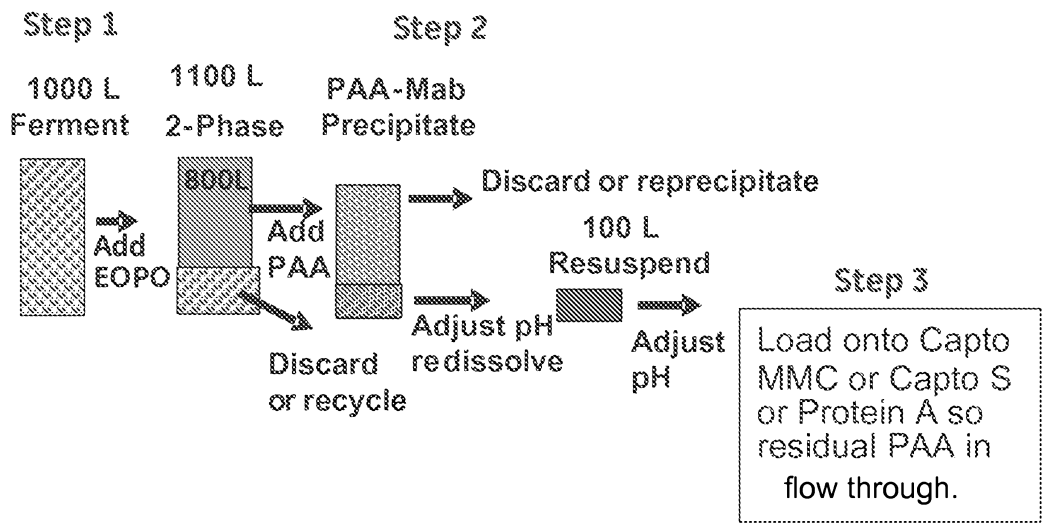 Step 1
Step 2
1000 L
Ferment
1100 L
2-Phase
PAA-Mab
Precipitate
800L
Add
EOPO
Add
PAA
Discard or reprecipitate
Discard
or recycle
Adjust pH
redissolve
100 L
Resuspend
Adjust
pH
Step 3
Load onto Capto
MMC or Capto S
or Protein A so
residual PAA in
flow through.